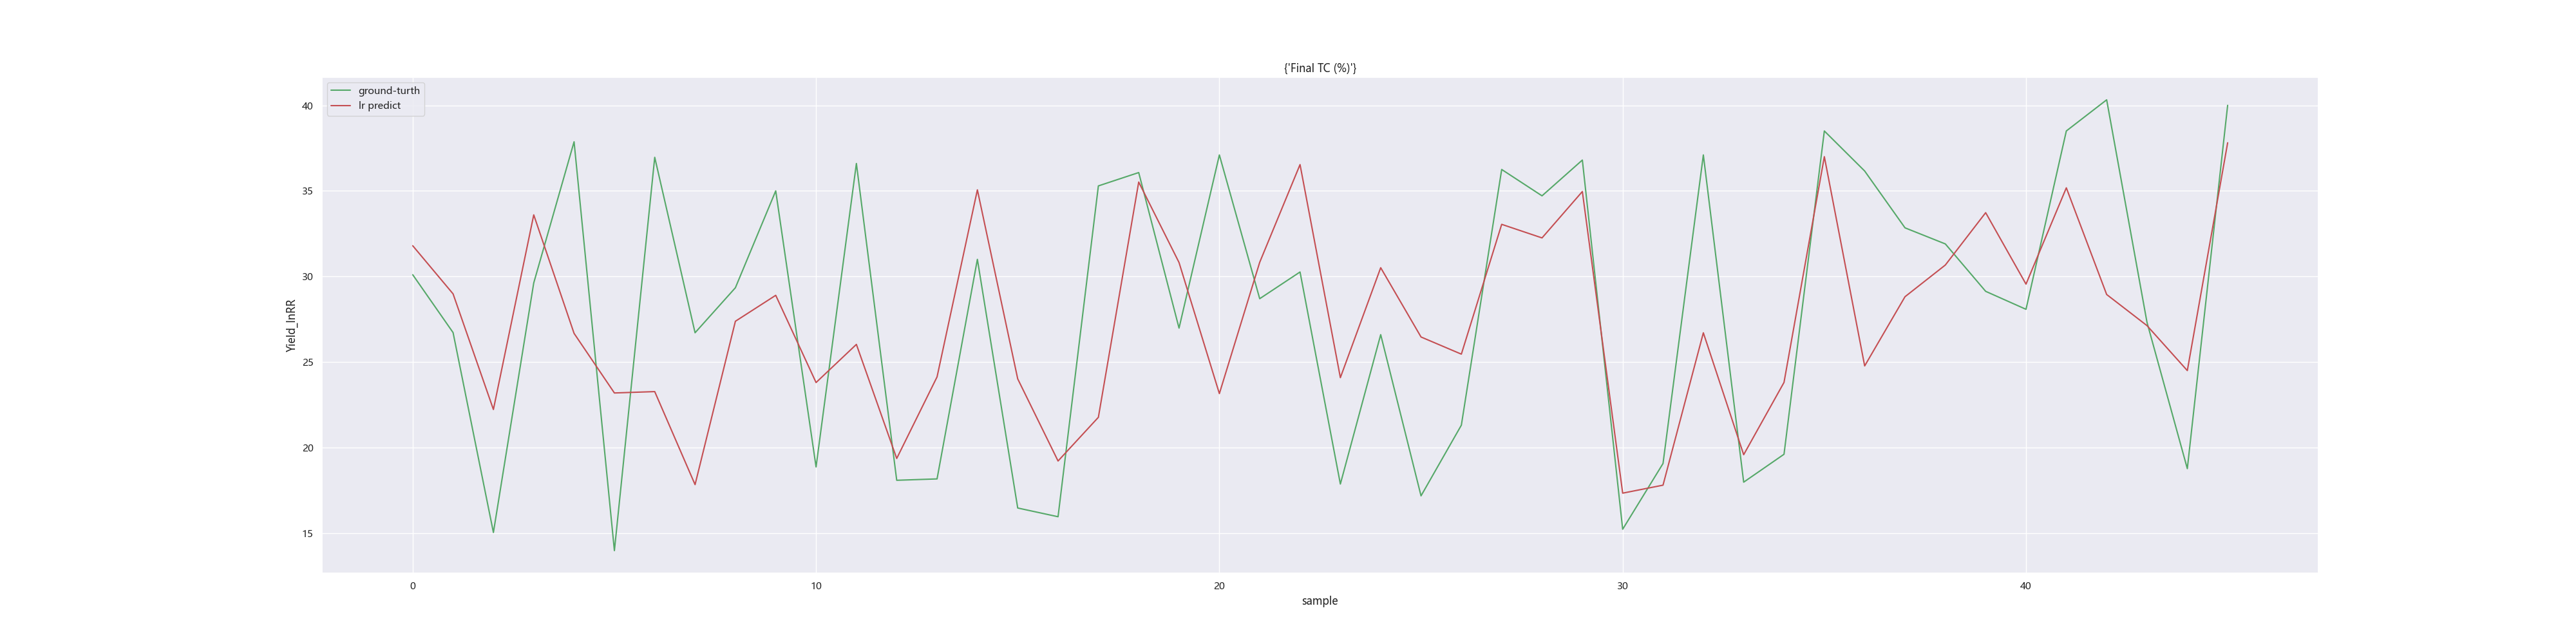 {'Final TC (%)'}
ground-turth
lr predict
40
35
30
25
20
15
Yield_lnRR
0 10 20 30 40
sample